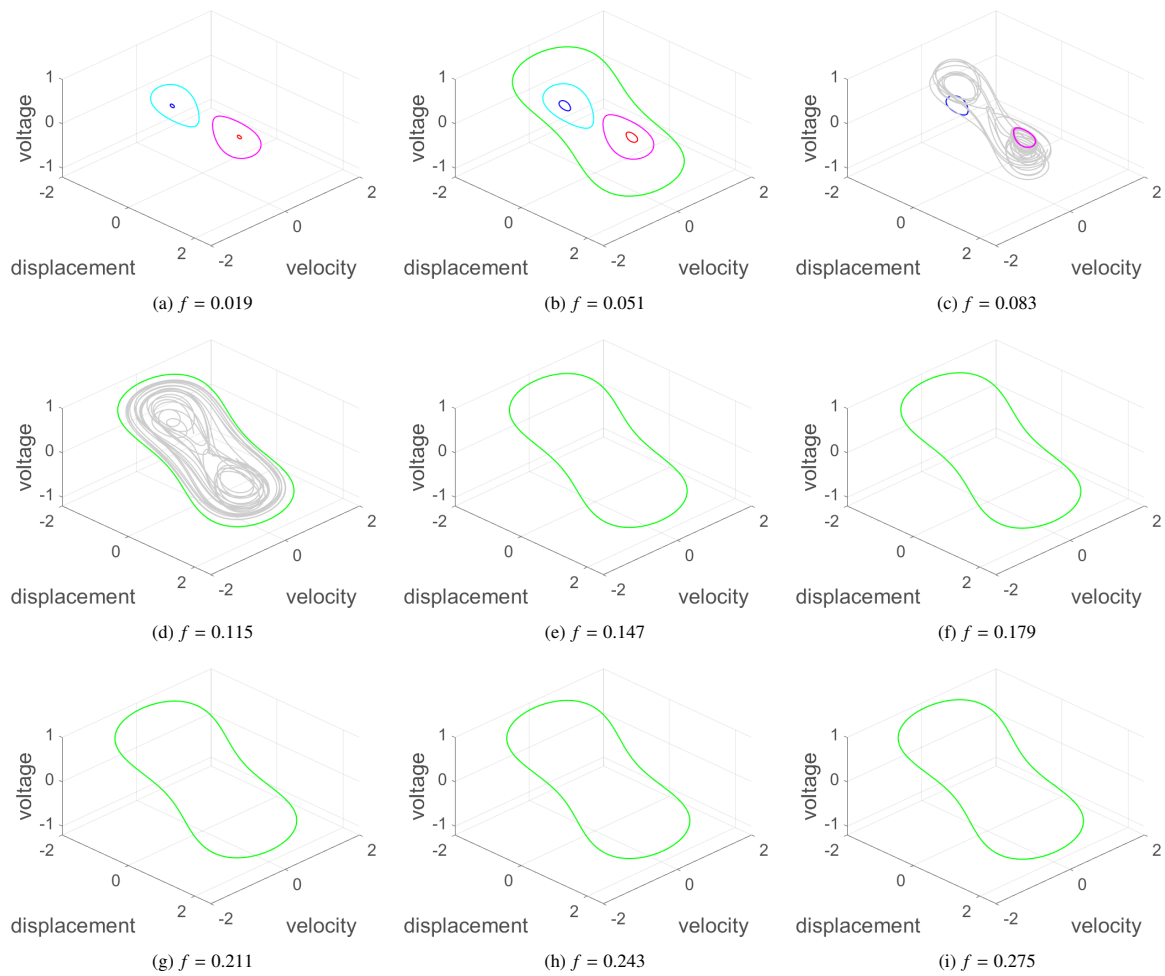 1
0
-1
voltage
-2
0
2
displacement
-2
0
2
velocity
(a) f = 0.019
1
0
-1
voltage
-2
0
2
displacement
-2
0
2
velocity
(b) f = 0.051
1
0
-1
voltage
-2
0
2
displacement
-2
0
2
velocity
(c) f = 0.083
1
0
-1
voltage
-2
0
2
displacement
-2
0
2
velocity
(d) f = 0.115
1
0
-1
voltage
-2
0
2
displacement
-2
0
2
velocity
(e) f = 0.147
1
0
-1
voltage
-2
0
2
displacement
-2
0
2
velocity
(f) f = 0.179
1
0
-1
voltage
-2
0
2
displacement
-2
0
2
velocity
(g) f = 0.211
1
0
-1
voltage
-2
0
2
displacement
-2
0
2
velocity
(h) f = 0.243
1
0
-1
voltage
-2
0
2
displacement
-2
0
2
velocity
(i) f = 0.275